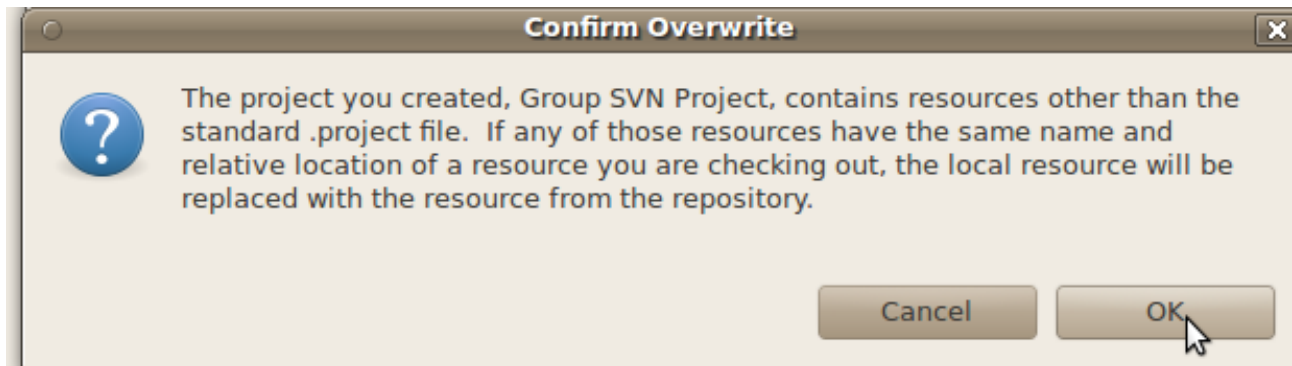 Confirm Overwrite
The project you created, Group SVN Project, contains resources other than the
standard .project file.  If any of those resources have the same name and
relative location of a resource you are checking out, the local resource will be
replaced with the resource from the repository.
Cancel
OK